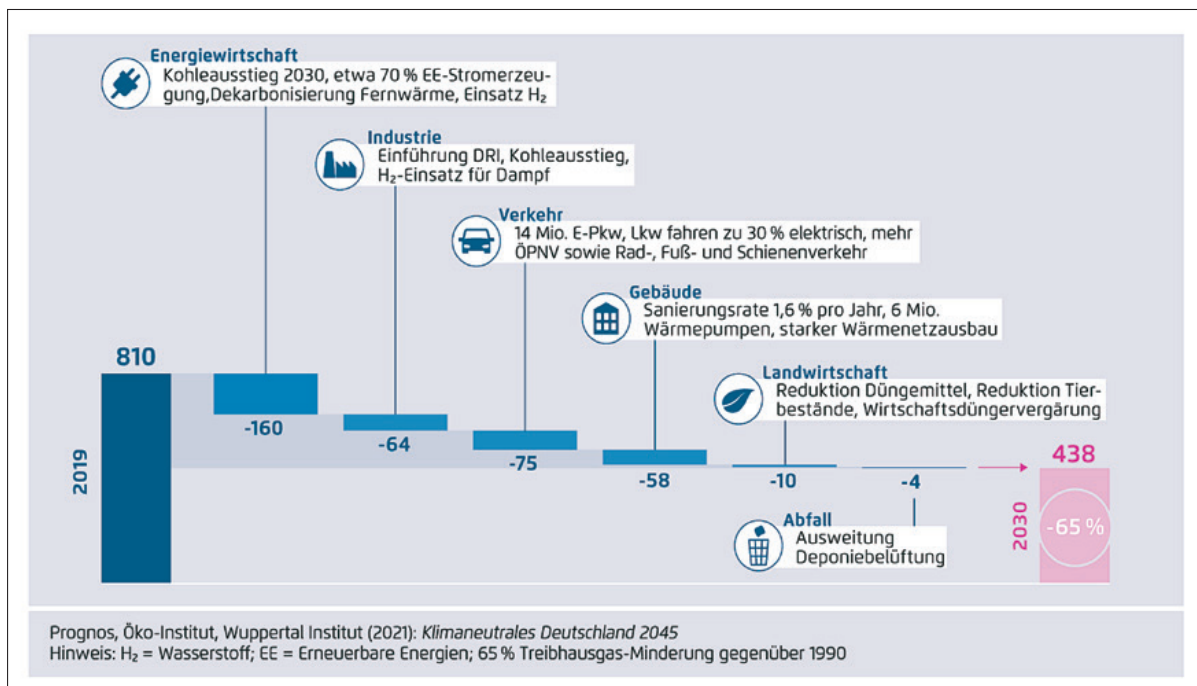 Energiewirtschaft
Kohleausstieg 2030, etwa 70 % EE-Stromerzeu-
gung,Dekarbonisierung Fernwärme, Einsatz H₂
Industrie
Einführung DRI, Kohleausstieg,
H₂-Einsatz für Dampf
Verkehr
14 Mio. E-Pkw, Lkw fahren zu 30 % elektrisch, mehr
ÖPNV sowie Rad-, Fuß- und Schienenverkehr
Gebäude
Sanierungsrate 1,6 % pro Jahr, 6 Mio.
Wärmepumpen, starker Wärmenetzausbau
Landwirtschaft
Reduktion Düngemittel, Reduktion Tier-
bestände, Wirtschaftsdüngervergärung
810
2019
-160
-64
-75
-58
-10
-4
438
2030
-65 %
Abfall
Ausweitung
Deponiebelüftung
Prognos, Öko-Institut, Wuppertal Institut (2021): Klimaneutrales Deutschland 2045
Hinweis: H₂ = Wasserstoff; EE = Erneuerbare Energien; 65 % Treibhausgas-Minderung gegenüber 1990